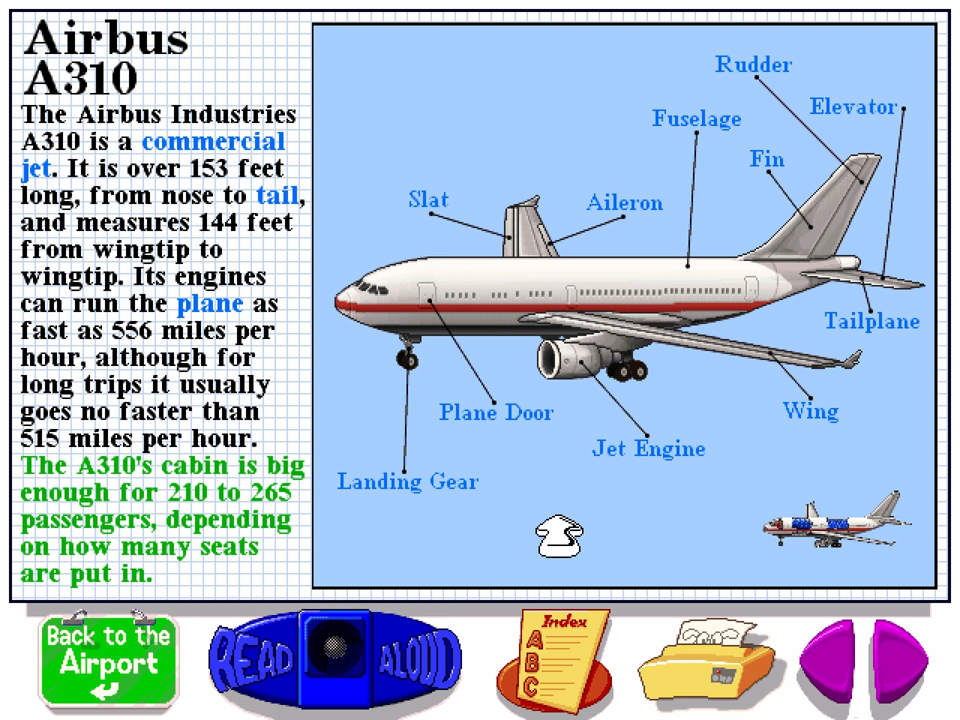 Airbus
A310
The Airbus Industries
A310 is a commercial
jet. It is over 153 feet
long, from nose to tail,
and measures 144 feet
from wingtip to
wingtip. Its engines
can run the plane as
fast as 556 miles per
hour, although for
long trips it usually
goes no faster than
515 miles per hour.
The A310's cabin is big
enough for 210 to 265
passengers, depending
on how many seats
are put in.
Rudder
Elevator
Fuselage
Fin
Slat
Aileron
Tailplane
Plane Door
Wing
Jet Engine
Landing Gear
Back to the
Airport
READ ALOUD
Index
A
B
C